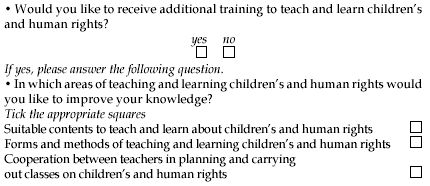 • Would you like to receive additional training to teach and learn children’s
and human rights?
yes no
If yes, please answer the following question.
• In which areas of teaching and learning children’s and human rights would
you like to improve your knowledge?
Tick the appropriate squares
Suitable contents to teach and learn about children’s and human rights
Forms and methods of teaching and learning children’s and human rights
Cooperation between teachers in planning and carrying
out classes on children’s and human rights